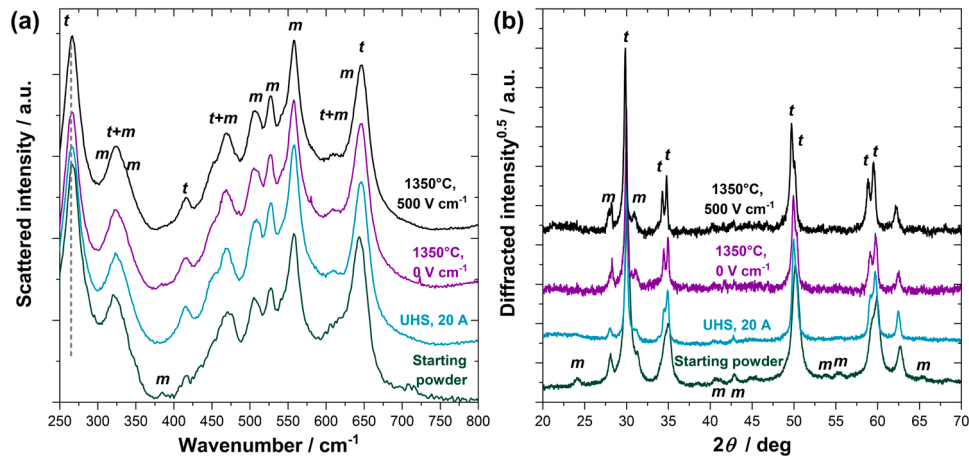 (a)
t
m
t
m
t+m
m
m
t+m
m
m
t+m
t
1350°C,
500 V cm-1
1350°C,
0 V cm-1
UHS, 20 A
Starting
powder
m
Scattered intensity / a.u.
250 300 350 400 450 500 550 600 650 700 750 800
Wavenumber / cm-1
(b)
t
t
t
t
t
m
m
1350°C,
500 V cm-1
1350°C,
0 V cm-1
UHS, 20 A
Starting powder
m
m
m
m
m
m
Diffracted intensity0.5 / a.u.
20 25 30 35 40 45 50 55 60 65 70
2θ / deg